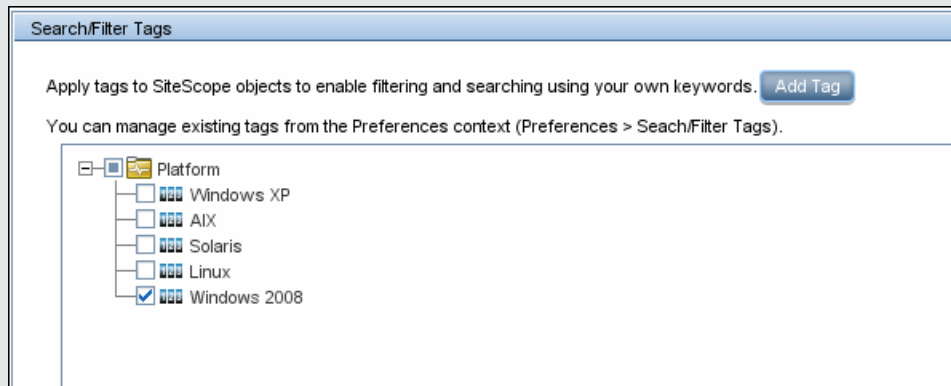 Search/Filter Tags
Apply tags to SiteScope objects to enable filtering and searching using your own keywords. Add Tag
You can manage existing tags from the Preferences context (Preferences > Seach/Filter Tags).
Platform
Windows XP
AIX
Solaris
Linux
Windows 2008